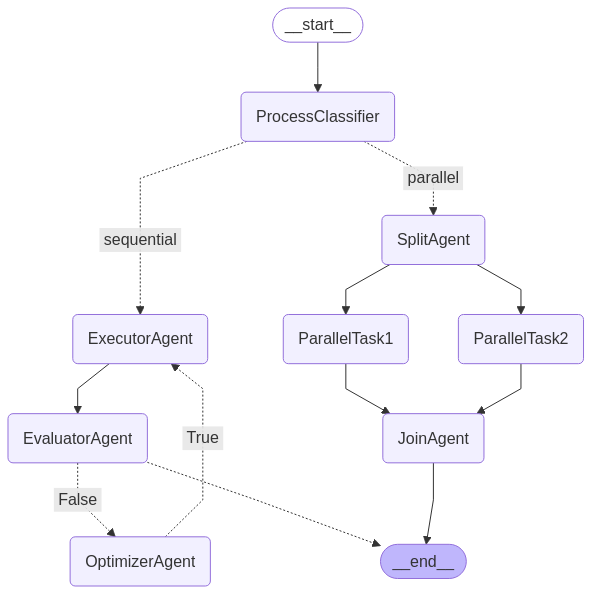 __start__
ProcessClassifier
parallel
SplitAgent
sequential
ExecutorAgent
ParallelTask1
ParallelTask2
EvaluatorAgent
True
JoinAgent
False
OptimizerAgent
__end__